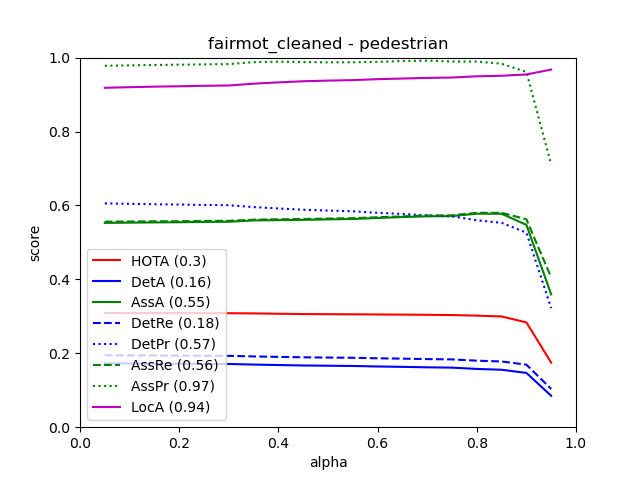 fairmot_cleaned - pedestrian
1.0
0.8
0.6
0.4
0.2
0.0
score
HOTA (0.3)
DetA (0.16)
AssA (0.55)
DetRe (0.18)
DetPr (0.57)
AssRe (0.56)
AssPr (0.97)
LocA (0.94)
0.0 0.2 0.4 0.6 0.8 1.0
alpha